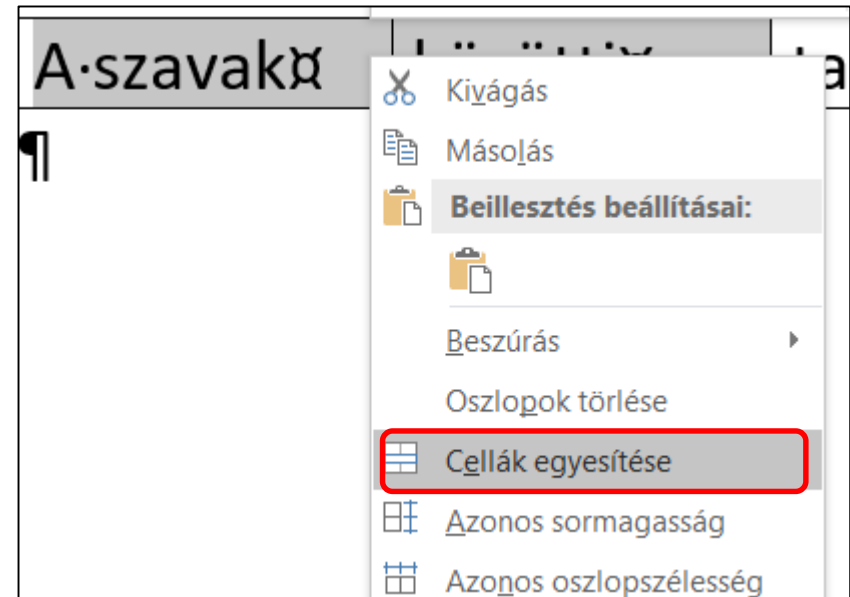 A·szavak¤
¶
Kivágás
Másolás
Beillesztés beállításai:
Beszúrás
Oszlopok törlése
Cellák egyesítése
Azonos sormagasság
Azonos oszlopszélesség